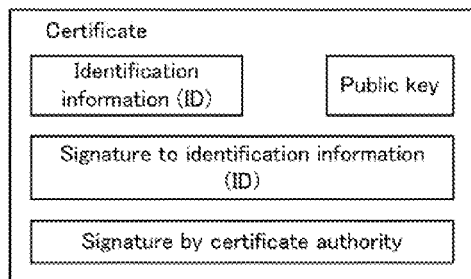 Certificate
Identification
information (ID)
Public key
Signature to identification information
(ID)
Signature by certificate authority